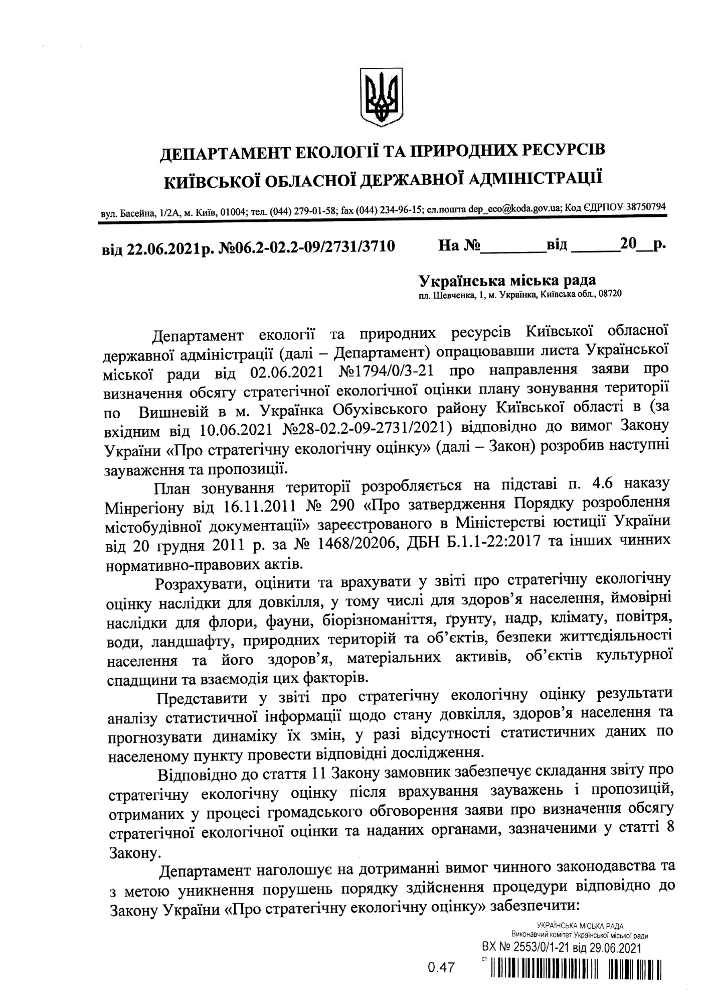 ДЕПАРТАМЕНТ ЕКОЛОГІЇ ТА ПРИРОДНИХ РЕСУРСІВ
КИЇВСЬКОЇ ОБЛАСНОЇ ДЕРЖАВНОЇ АДМІНІСТРАЦІЇ
вул. Басейна, 1/2А, м. Київ, 01004; тел. (044) 279-01-58; fax (044) 234-96-15; ел.пошта dep_eco@koda.gov.ua; Код ЄДРПОУ 38750794
від 22.06.2021р. №06.2-02.2-09/2731/3710 На №________від ______20__р.
Українська міська рада
пл. Шевченка, 1, м. Українка, Київська обл., 08720
Департамент екології та природних ресурсів Київської обласної
державної адміністрації (далі – Департамент) опрацювавши листа Української
міської ради від 02.06.2021 №1794/0/3-21 про направлення заяви про
визначення обсягу стратегічної екологічної оцінки плану зонування території
по Вишневій в м. Українка Обухівського району Київської області в (за
вхідним від 10.06.2021 №28-02.2-09-2731/2021) відповідно до вимог Закону
України «Про стратегічну екологічну оцінку» (далі – Закон) розробив наступні
зауваження та пропозиції.
План зонування території розробляється на підставі п. 4.6 наказу
Мінрегіону від 16.11.2011 № 290 «Про затвердження Порядку розроблення
містобудівної документації» зареєстрованого в Міністерстві юстиції України
від 20 грудня 2011 р. за № 1468/20206, ДБН Б.1.1-22:2017 та інших чинних
нормативно-правових актів.
Розрахувати, оцінити та врахувати у звіті про стратегічну екологічну
оцінку наслідки для довкілля, у тому числі для здоров’я населення, ймовірні
наслідки для флори, фауни, біорізноманіття, ґрунту, надр, клімату, повітря,
води, ландшафту, природних територій та об’єктів, безпеки життєдіяльності
населення та його здоров’я, матеріальних активів, об’єктів культурної
спадщини та взаємодія цих факторів.
Представити у звіті про стратегічну екологічну оцінку результати
аналізу статистичної інформації щодо стану довкілля, здоров’я населення та
прогнозувати динаміку їх змін, у разі відсутності статистичних даних по
населеному пункту провести відповідні дослідження.
Відповідно до стаття 11 Закону замовник забезпечує складання звіту про
стратегічну екологічну оцінку після врахування зауважень і пропозицій,
отриманих у процесі громадського обговорення заяви про визначення обсягу
стратегічної екологічної оцінки та наданих органами, зазначеними у статті 8
Закону.
Департамент наголошує на дотриманні вимог чинного законодавства та
з метою уникнення порушень порядку здійснення процедури відповідно до
Закону України «Про стратегічну екологічну оцінку» забезпечити:
УКРАЇНСЬКА МІСЬКА РАДА
Виконавчий комітет Української міської ради
ВХ № 2553/0/1-21 від 29.06.2021
СП
0.47